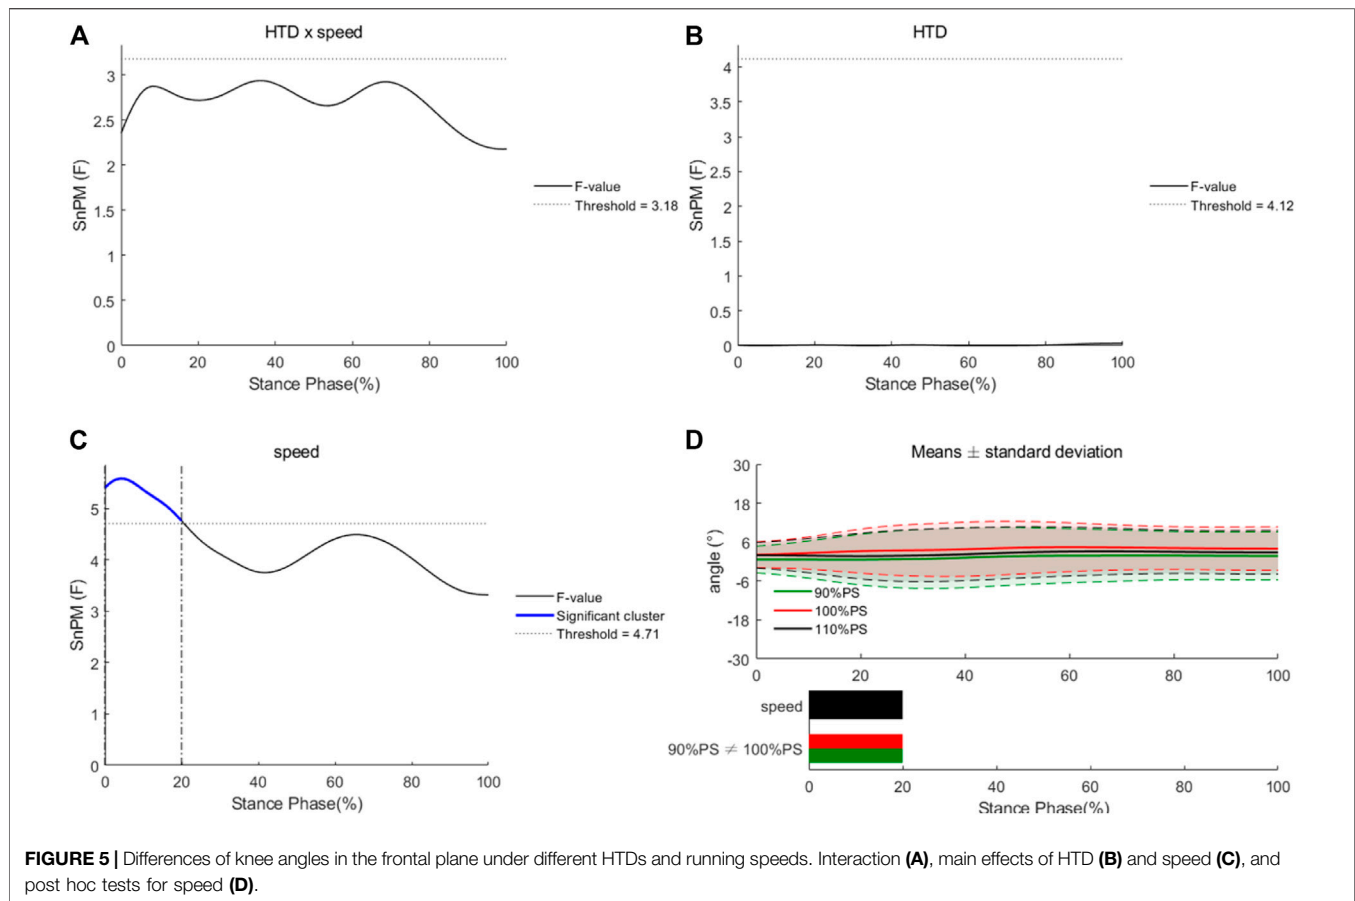 A
HTD x speed
3
2.5
2
1.5
1
0.5
0
SnPM (F)
F-value
Threshold = 3.18
0 20 40 60 80 100
Stance Phase(%)
B
HTD
4
3.5
3
2.5
2
1.5
1
0.5
0
SnPM (F)
F-value
Threshold = 4.12
0 20 40 60 80 100
Stance Phase(%)
C
speed
5
4
3
2
1
0
SnPM (F)
F-value
Significant cluster
Threshold = 4.71
0 20 40 60 80 100
Stance Phase(%)
D
Means ± standard deviation
30
18
6
-6
-18
-30
angle (°)
90%PS
100%PS
110%PS
0 20 40 60 80 100
speed
90%PS ≠ 100%PS
0 20 40 60 80 100
Stance Phase(%)
FIGURE 5 | Differences of knee angles in the frontal plane under different HTDs and running speeds. Interaction (A), main effects of HTD (B) and speed (C), and
post hoc tests for speed (D).